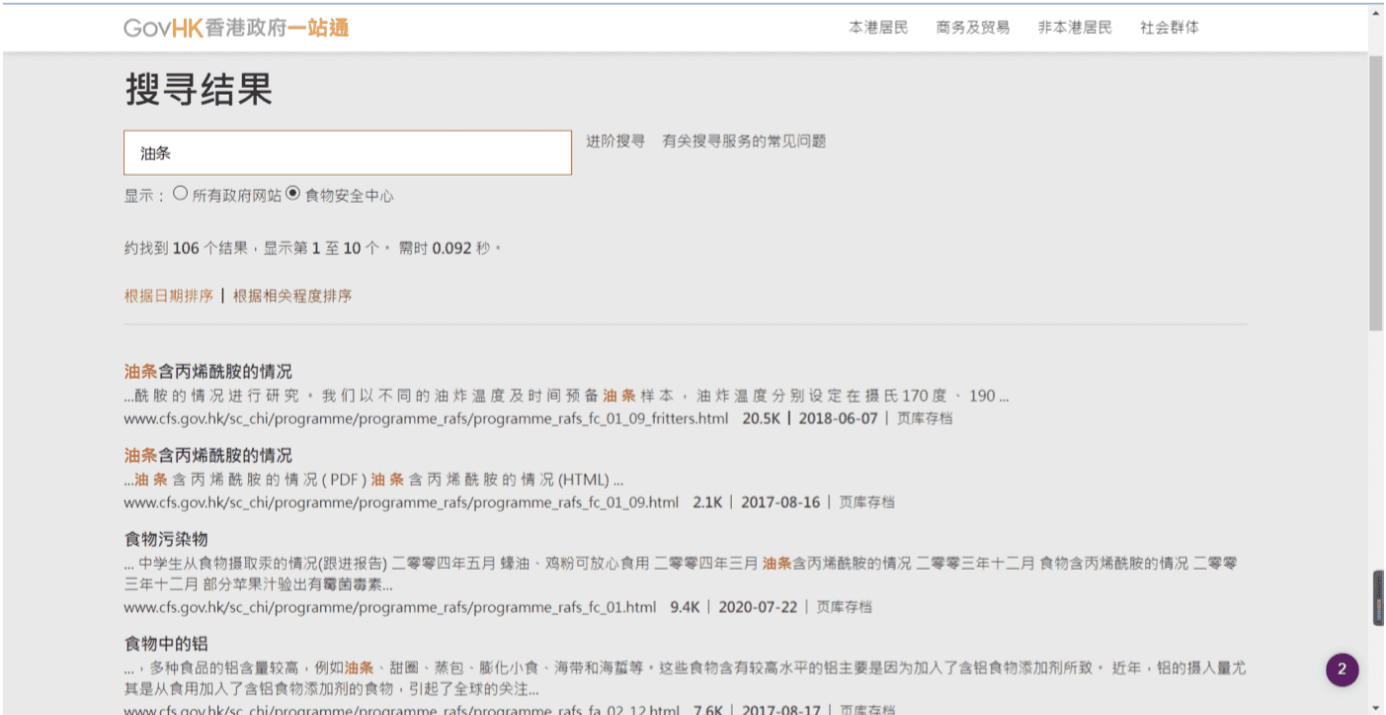 GovHK香港政府一站通
本港居民 商务及贸易 非本港居民 社会群体
搜寻结果
油条
进阶搜寻 有关搜寻服务的常见问题
显示： 所有政府网站 食物安全中心
约找到 106 个结果，显示第 1 至 10 个。 需时 0.092 秒。
根据日期排序 | 根据相关程度排序
油条含丙烯酰胺的情况
...酰胺的情况进行研究。我们以不同的油炸温度及时间预备油条样本，油炸温度分别设定在摄氏170度、190...
www.cfs.gov.hk/sc_chi/programme/programme_rafs/programme_rafs_fc_01_09_fritters.html 20.5K | 2018-06-07 | 页库存档
油条含丙烯酰胺的情况
...油条含丙烯酰胺的情况(PDF)油条含丙烯酰胺的情况(HTML)...
www.cfs.gov.hk/sc_chi/programme/programme_rafs/programme_rafs_fc_01_09.html 2.1K | 2017-08-16 | 页库存档
食物污染物
... 中学生从食物摄取汞的情况(跟进报告) 二零零四年五月 蠔油、鸡粉可放心食用 二零零四年三月 油条含丙烯酰胺的情况 二零零三年十二月 食物含丙烯酰胺的情况 二零零
三年十二月 部分苹果汁验出有霉菌毒素...
www.cfs.gov.hk/sc_chi/programme/programme_rafs/programme_rafs_fc_01.html 9.4K | 2020-07-22 | 页库存档
食物中的铝
...，多种食品的铝含量较高，例如油条、甜圈、蒸包、膨化小食、海带和海蜇等。这些食物含有较高水平的铝主要是因为加入了含铝食物添加剂所致。 近年，铝的摄入量尤
其是从食用加入了含铝食物添加剂的食物，引起了全球的关注...
www.cfs.gov.hk/sc_chi/programme/programme_rafs/programme_rafs_fa_02_12.html 7.6K | 2017-08-17 | 页库存档
2